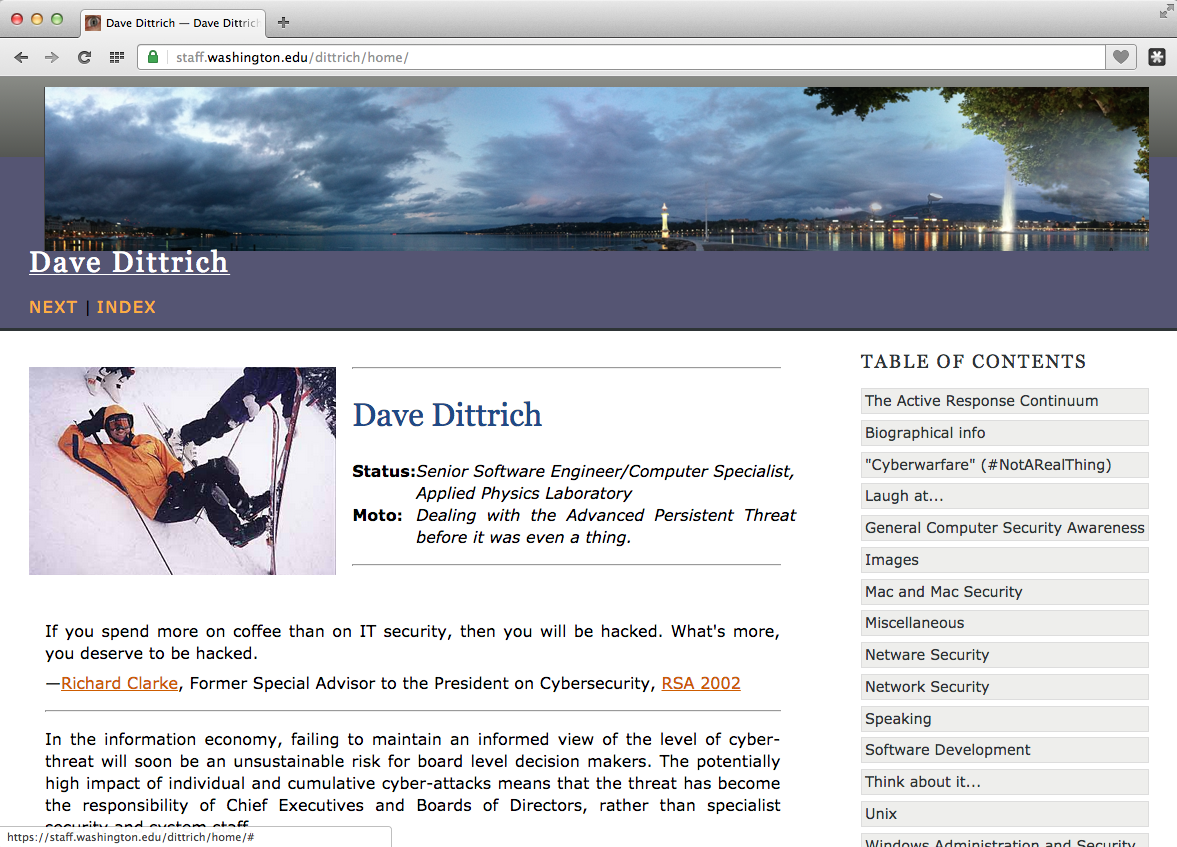 Dave Dittrich — Dave Dittric
staff.washington.edu/dittrich/home/
Dave Dittrich
NEXT | INDEX
Dave Dittrich
Status: Senior Software Engineer/Computer Specialist,
Applied Physics Laboratory
Moto: Dealing with the Advanced Persistent Threat
before it was even a thing.
If you spend more on coffee than on IT security, then you will be hacked. What's more,
you deserve to be hacked.
—Richard Clarke, Former Special Advisor to the President on Cybersecurity, RSA 2002
In the information economy, failing to maintain an informed view of the level of cyber-
threat will soon be an unsustainable risk for board level decision makers. The potentially
high impact of individual and cumulative cyber-attacks means that the threat has become
the responsibility of Chief Executives and Boards of Directors, rather than specialist
security and system staff.
TABLE OF CONTENTS
The Active Response Continuum
Biographical info
"Cyberwarfare" (#NotARealThing)
Laugh at...
General Computer Security Awareness
Images
Mac and Mac Security
Miscellaneous
Netware Security
Network Security
Speaking
Software Development
Think about it...
Unix
Windows Administration and Security
https://staff.washington.edu/dittrich/home/#